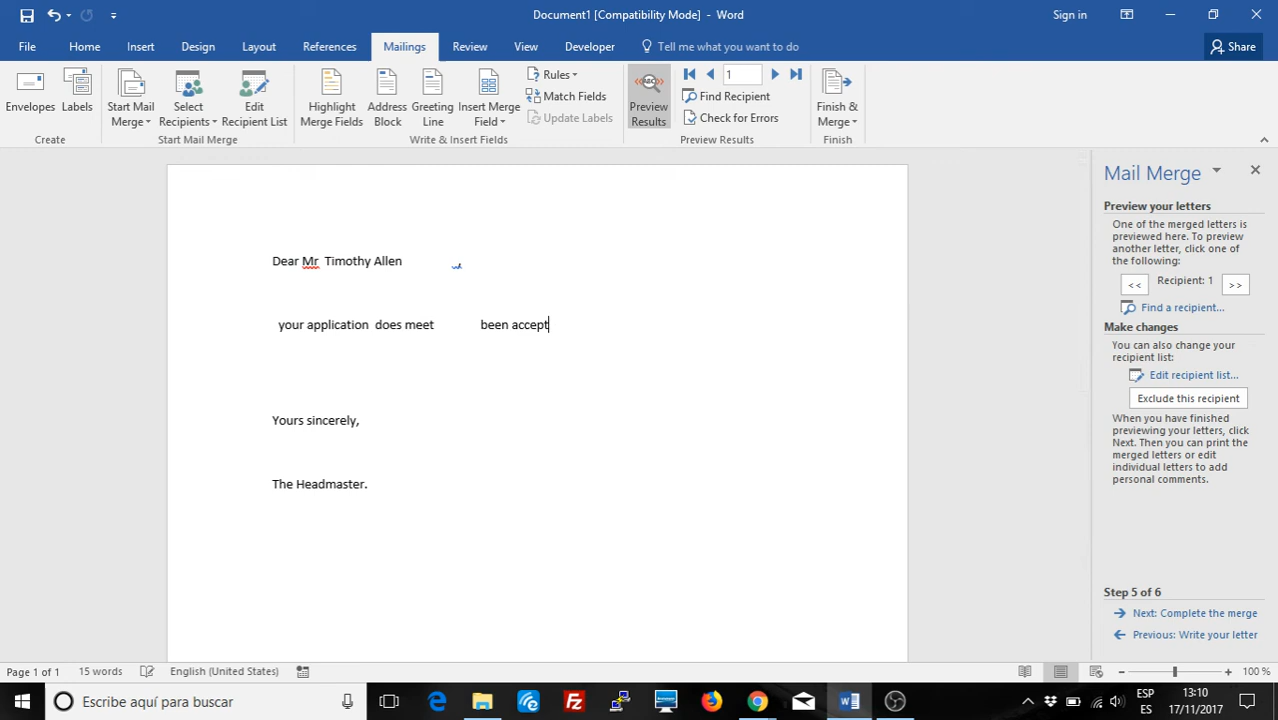 Document1 [Compatibility Mode] - Word
Sign in
File Home Insert Design Layout References Mailings Review View Developer Tell me what you want to do Share
Envelopes
Labels
Create
Start Mail Merge
Select Recipients
Edit Recipient List
Start Mail Merge
Highlight Merge Fields
Address Block
Greeting Line
Insert Merge Field
Rules
Match Fields
Update Labels
Write & Insert Fields
ABC
Preview Results
1
Find Recipient
Check for Errors
Preview Results
Finish & Merge
Finish
Dear Mr Timothy Allen ,
your application does meet been accept
Yours sincerely,
The Headmaster.
Mail Merge
Preview your letters
One of the merged letters is
previewed here. To preview
another letter, click one of
the following:
<< Recipient: 1 >>
Find a recipient...
Make changes
You can also change your
recipient list:
Edit recipient list...
Exclude this recipient
When you have finished
previewing your letters, click
Next. Then you can print the
merged letters or edit
individual letters to add
personal comments.
Step 5 of 6
Next: Complete the merge
Previous: Write your letter
Page 1 of 1 15 words English (United States) 100 %
Escribe aquí para buscar
ESP
ES
13:10
17/11/2017